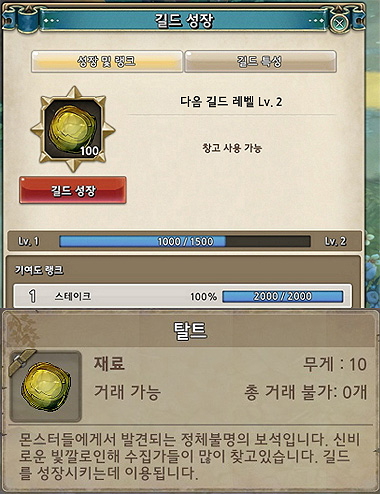 길드 성장
성장 및 랭크
길드 특성
다음 길드 레벨 Lv. 2
100
창고 사용 가능
길드 성장
Lv. 1 1000 / 1500 Lv. 2
기여도 랭크
1 스테이크 100% 2000 / 2000
탈트
재료 무게 : 10
거래 가능 총 거래 불가: 0개
몬스터들에게서 발견되는 정체불명의 보석입니다. 신비
로운 빛깔로인해 수집가들이 많이 찾고있습니다. 길드
를 성장시키는데 이용됩니다.